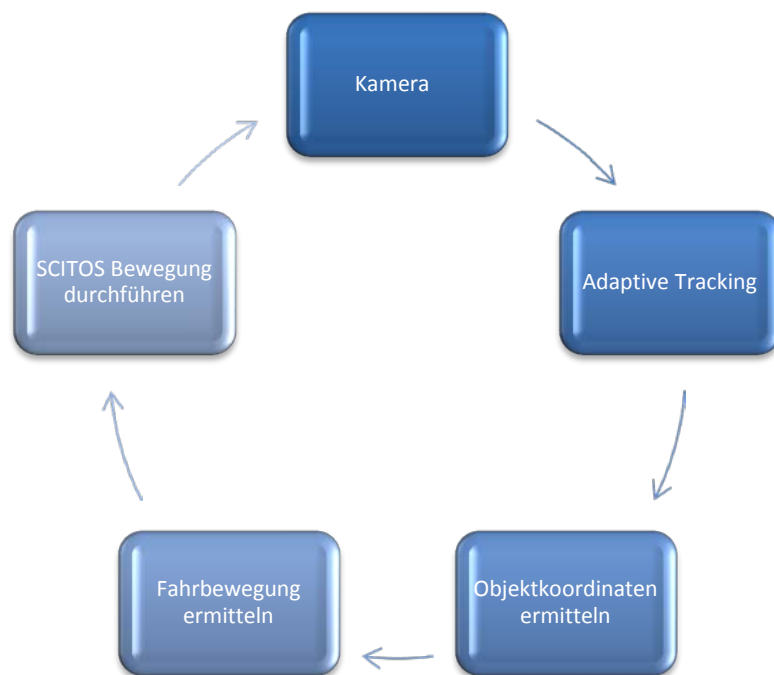 Kamera
Adaptive Tracking
Objektkoordinaten
ermitteln
Fahrbewegung
ermitteln
SCITOS Bewegung
durchführen